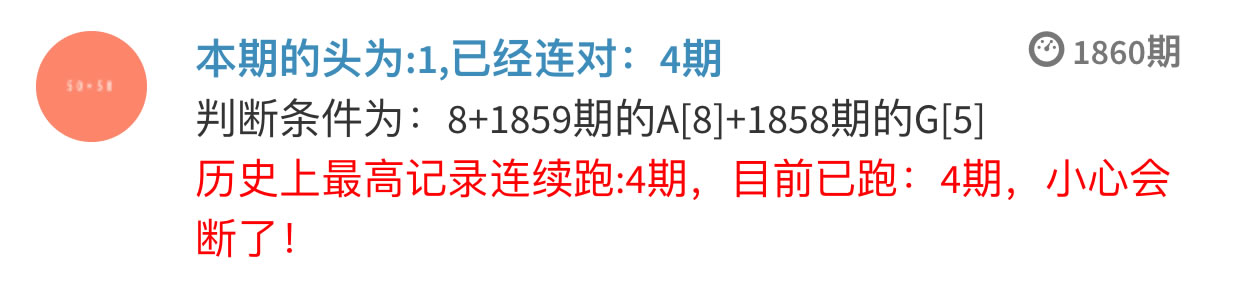 50×58
本期的头为:1,已经连对：4期
1860期
判断条件为：8+1859期的A[8]+1858期的G[5]
历史上最高记录连续跑:4期，目前已跑：4期，小心会
断了！